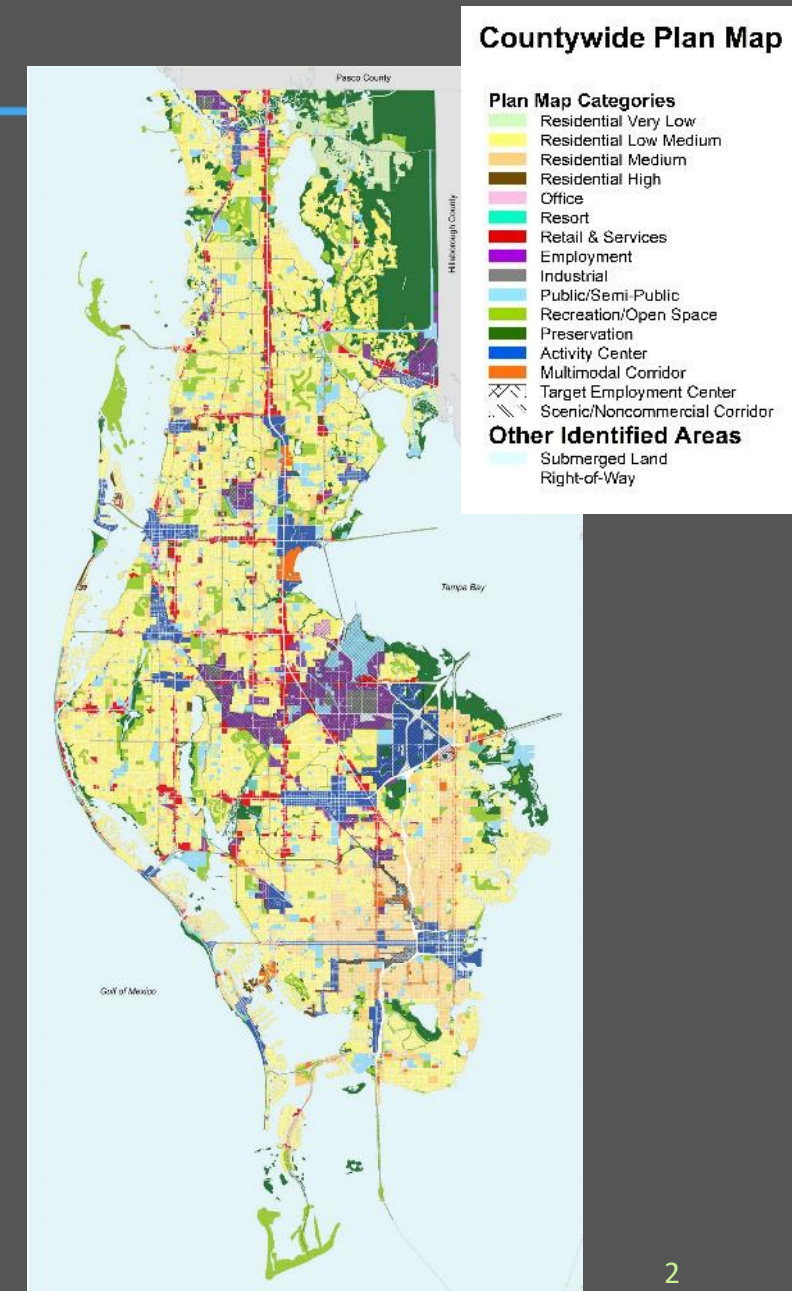 Countywide Plan Map
Plan Map Categories
Residential Very Low
Residential Low Medium
Residential Medium
Residential High
Office
Resort
Retail & Services
Employment
Industrial
Public/Semi-Public
Recreation/Open Space
Preservation
Activity Center
Multimodal Corridor
Target Employment Center
Scenic/Noncommercial Corridor
Other Identified Areas
Submerged Land
Right-of-Way
Pasco County
Hillsborough County
Tampa Bay
Gulf of Mexico
2